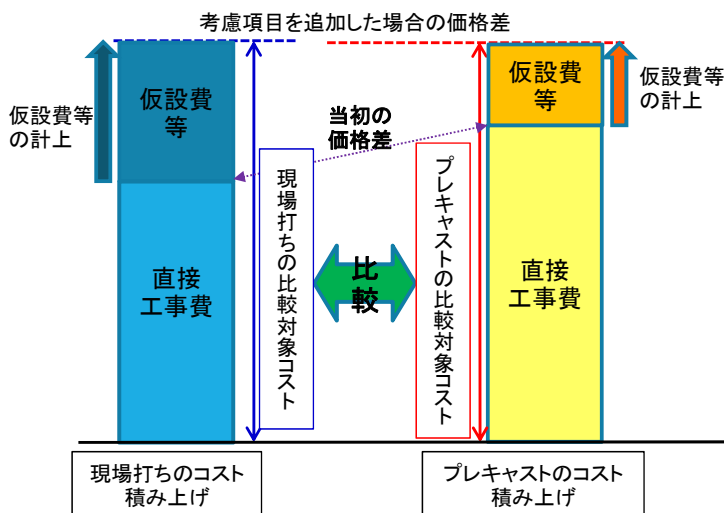 考慮項目を追加した場合の価格差
仮設費等
の計上
仮設費
等
当初の
価格差
仮設費
等
仮設費等
の計上
直接
工事費
現場打ちの比較対象コスト
比
較
プレキャストの比較対象コスト
直接
工事費
現場打ちのコスト
積み上げ
プレキャストのコスト
積み上げ